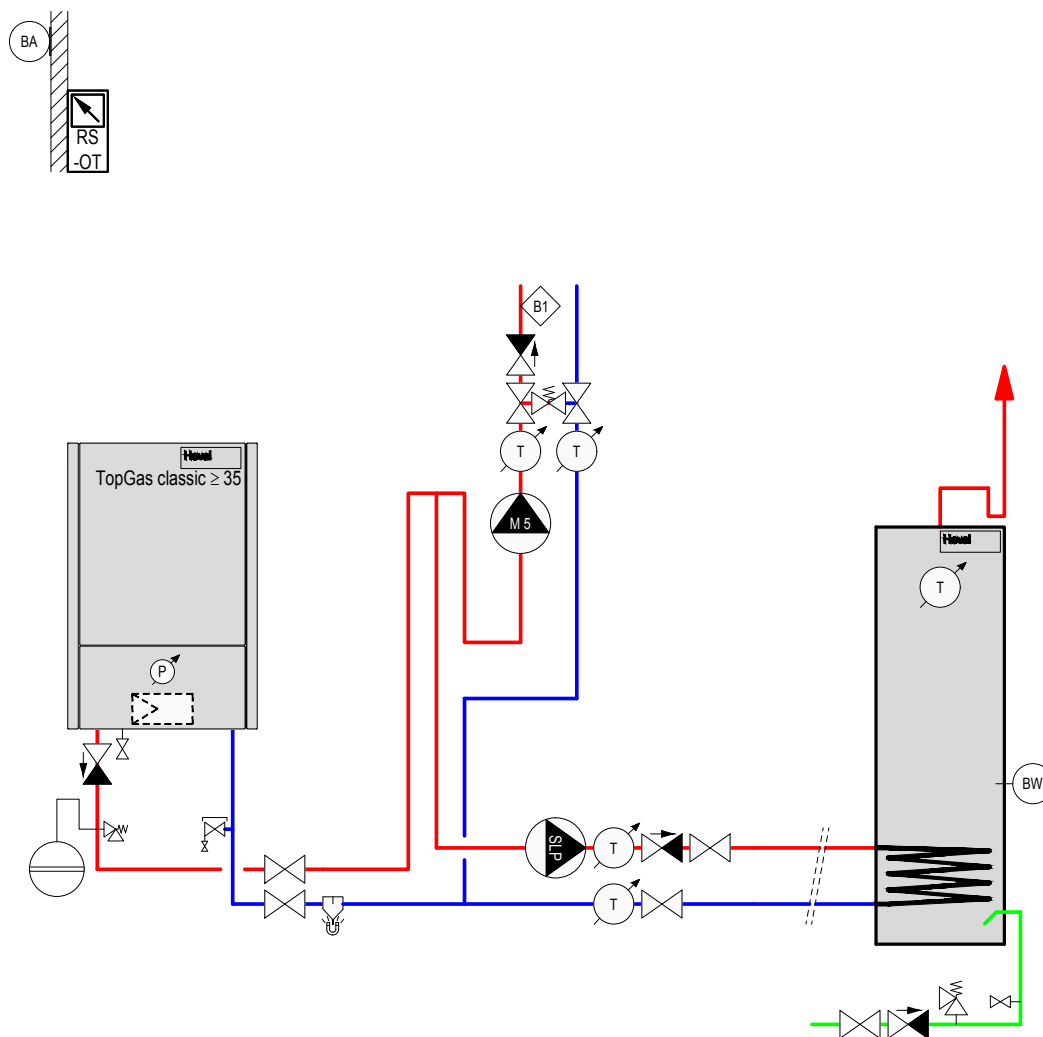 BA
RS
-OT
B1
Hoval
TopGas classic ≥ 35
T
T
M 5
Hoval
T
P
BW
SLP
T
T